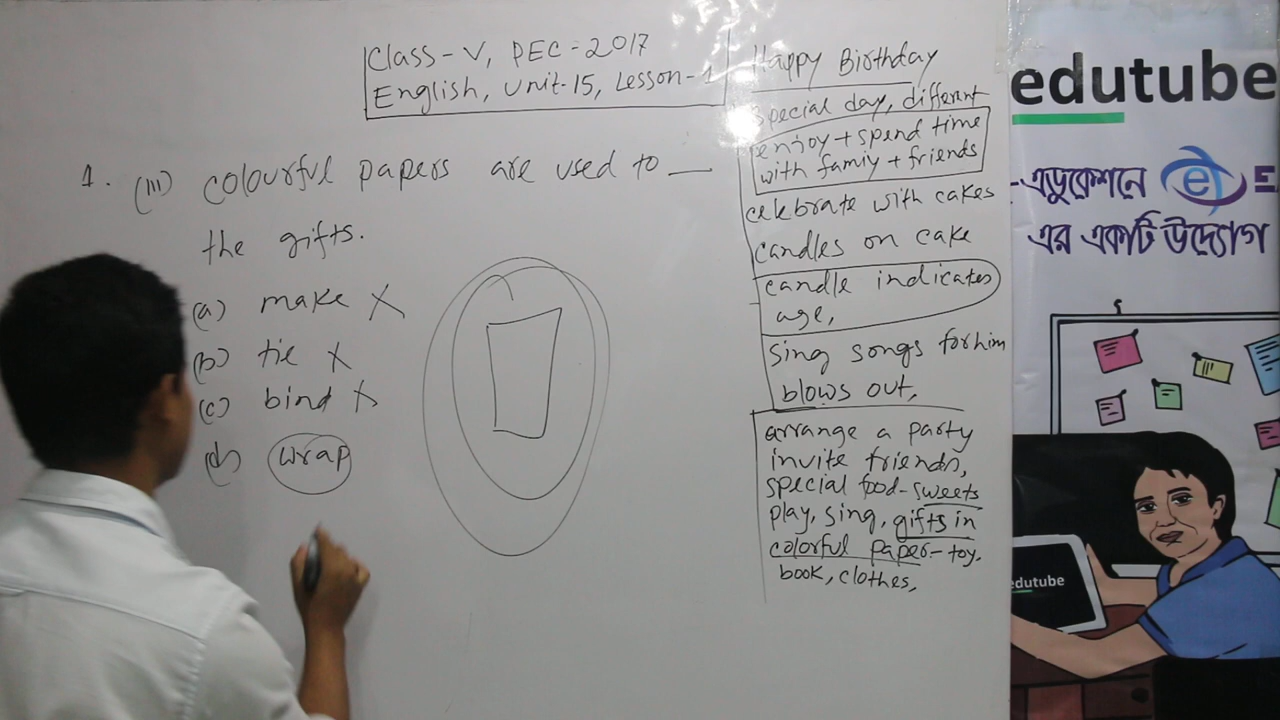 Class-V, PEC-2017
English, Unit-15, Lesson-1
1. (iii) colourful papers are used to __
the gifts.
(a) make X
(b) tie X
(c) bind X
(d) wrap
Happy Birthday
special day, different
enjoy + spend time
with famiy + friends
celebrate with cakes
candles on cake
candle indicates
age,
sing songs for him
blows out,
arrange a party
invite friends,
special food-sweets
play, sing, gifts in
colorful paper-toy.
book, clothes,
edutube
-এডুকেশনে e E
এর একটি উদ্যোগ
edutube